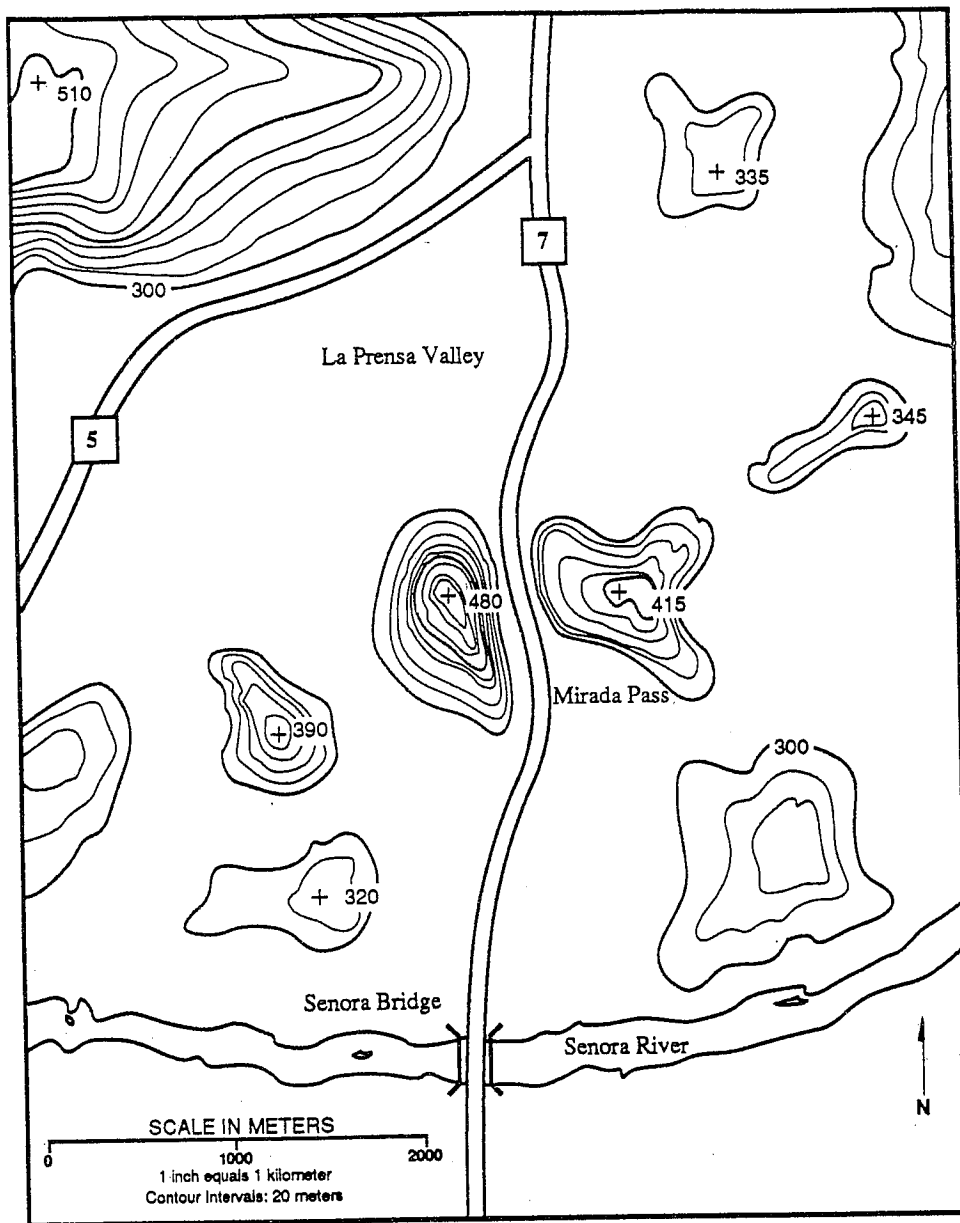 510
335
7
300
La Prensa Valley
345
5
480
415
Mirada Pass
390
300
320
Senora Bridge
Senora River
N
SCALE IN METERS
0 1000 2000
1 inch equals 1 kilometer
Contour Intervals: 20 meters